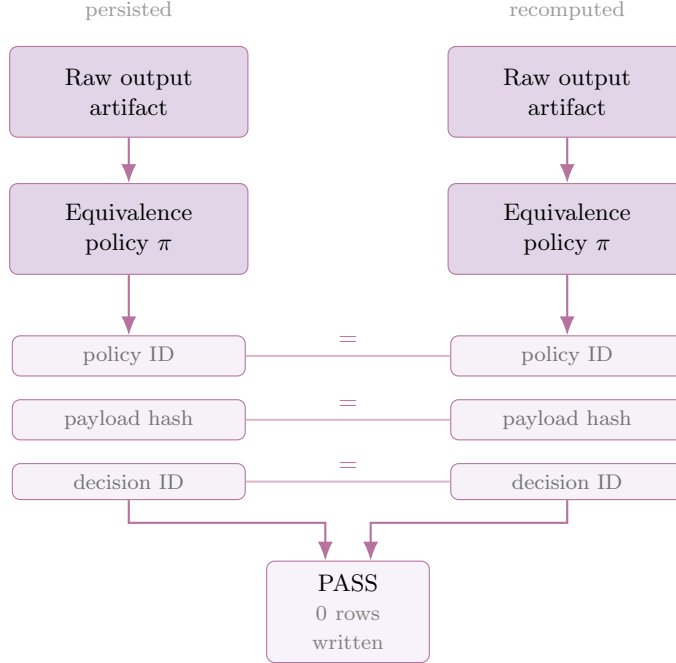 persisted
recomputed
Raw output
artifact
Raw output
artifact
Equivalence
policy π
Equivalence
policy π
policy ID
=
policy ID
payload hash
=
payload hash
decision ID
=
decision ID
PASS
0 rows
written